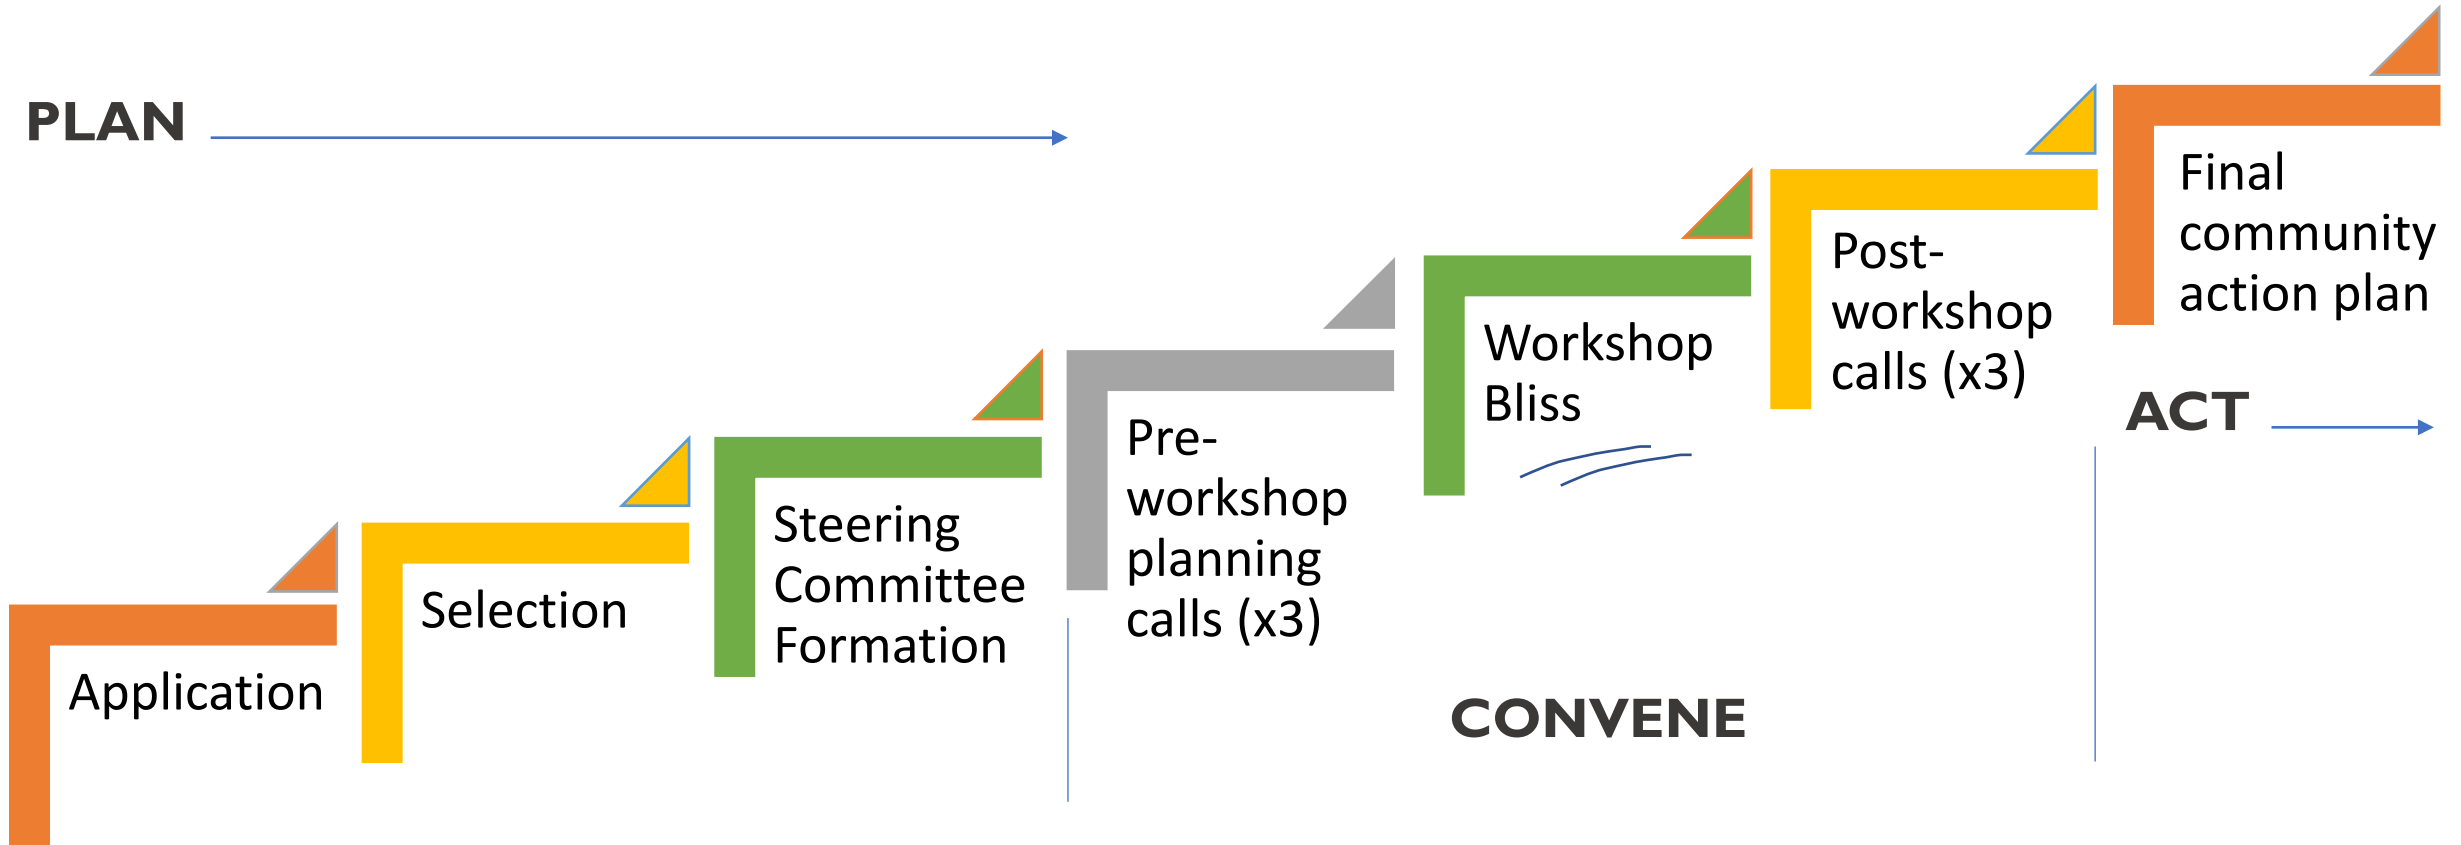 PLAN
Application
Selection
Steering
Committee
Formation
Pre-
workshop
planning
calls (x3)
CONVENE
Workshop
Bliss
Post-
workshop
calls (x3)
Final
community
action plan
ACT